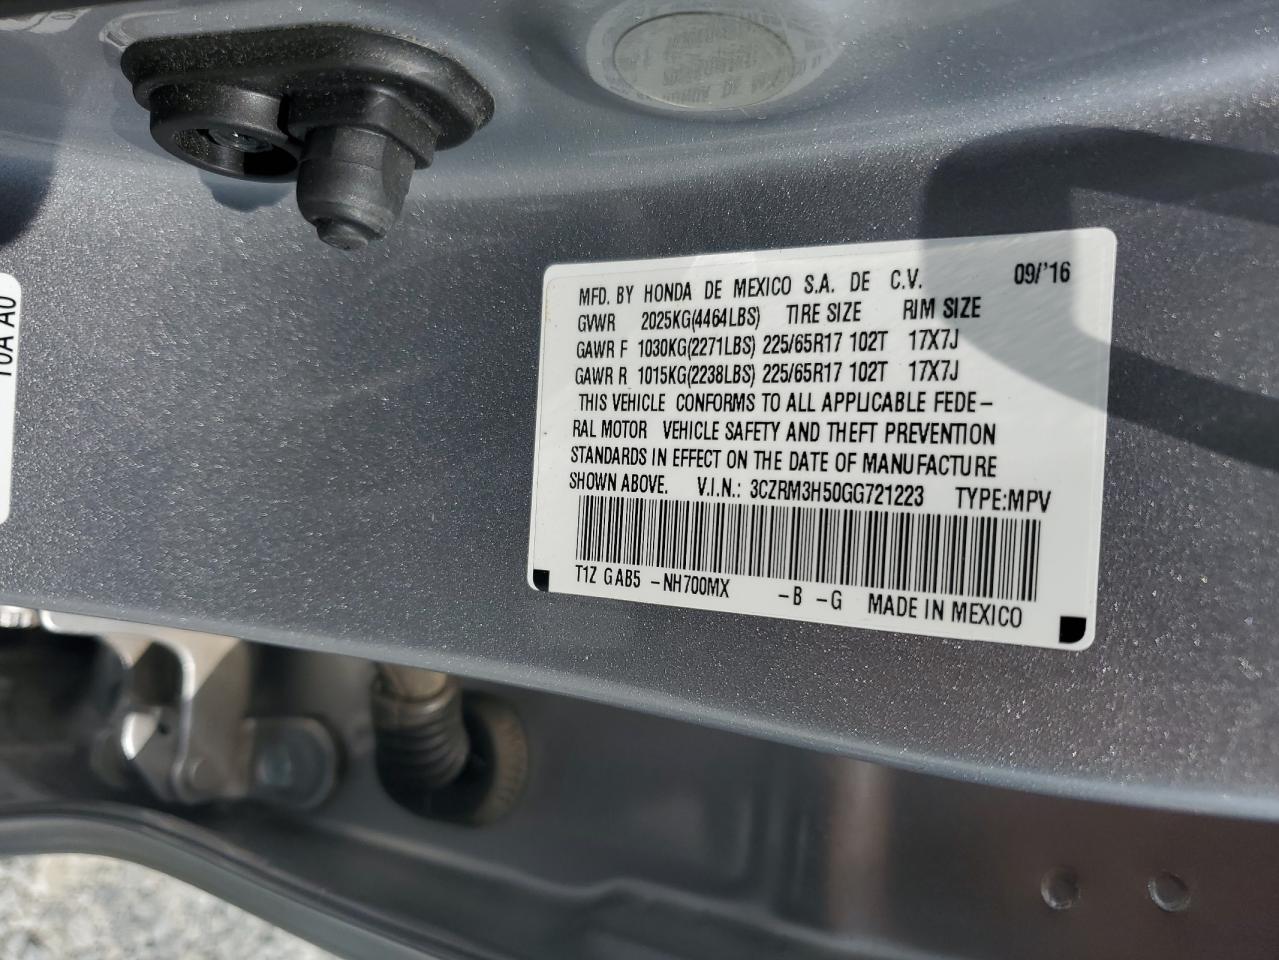 MFD. BY HONDA DE MEXICO S.A. DE C.V. 09/'16
GVWR 2025KG(4464LBS) TIRE SIZE RIM SIZE
GAWR F 1030KG(2271LBS) 225/65R17 102T 17X7J
GAWR R 1015KG(2238LBS) 225/65R17 102T 17X7J
THIS VEHICLE CONFORMS TO ALL APPLICABLE FEDE-
RAL MOTOR VEHICLE SAFETY AND THEFT PREVENTION
STANDARDS IN EFFECT ON THE DATE OF MANUFACTURE
SHOWN ABOVE. V.I.N.: 3CZRM3H50GG721223 TYPE:MPV
T1Z GAB5 -NH700MX -B -G MADE IN MEXICO
10A A0